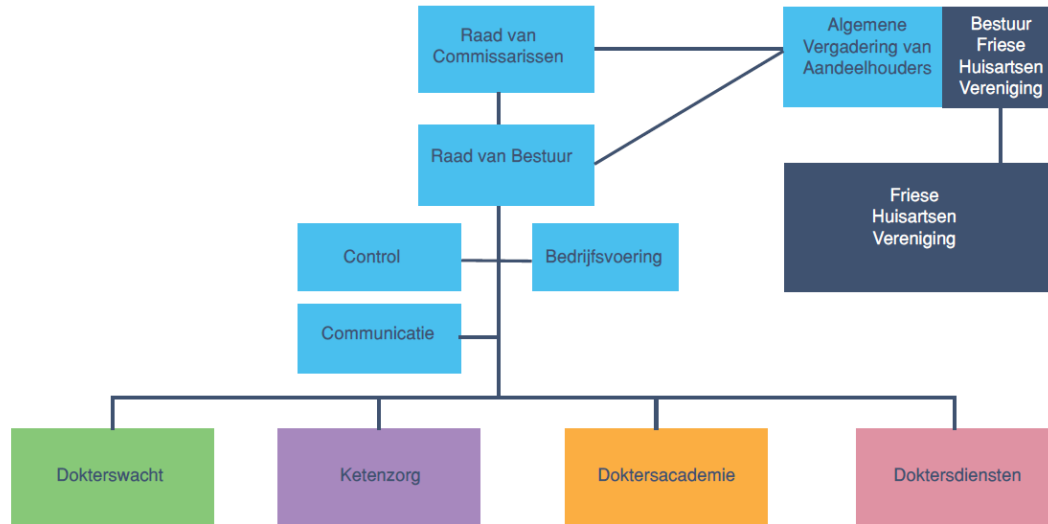 Raad van
Commissarissen
Algemene
Vergadering van
Aandeelhouders
Bestuur
Friese
Huisartsen
Vereniging
Raad van Bestuur
Friese
Huisartsen
Vereniging
Control
Bedrijfsvoering
Communicatie
Dokterswacht
Ketenzorg
Doktersacademie
Doktersdiensten